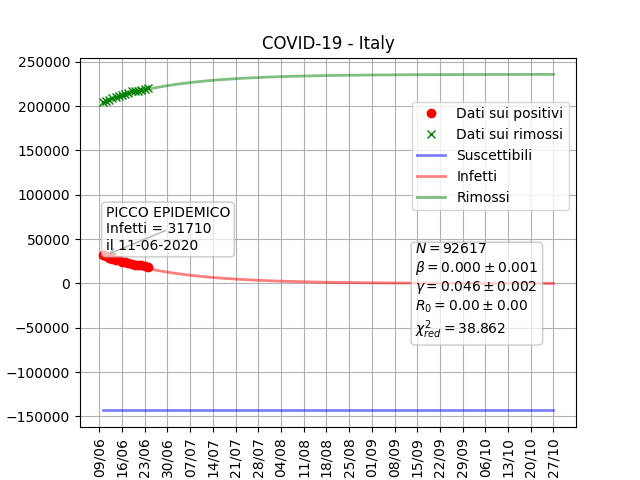 COVID-19 - Italy
250000
200000
150000
100000
50000
0
−50000
−100000
−150000
Dati sui positivi
Dati sui rimossi
Suscettibili
Infetti
Rimossi
PICCO EPIDEMICO
Infetti = 31710
il 11-06-2020
N = 92617
β = 0.000 ± 0.001
γ = 0.046 ± 0.002
R₀ = 0.00 ± 0.00
χ²_red = 38.862
09/06
16/06
23/06
30/06
07/07
14/07
21/07
28/07
04/08
11/08
18/08
25/08
01/09
08/09
15/09
22/09
29/09
06/10
13/10
20/10
27/10